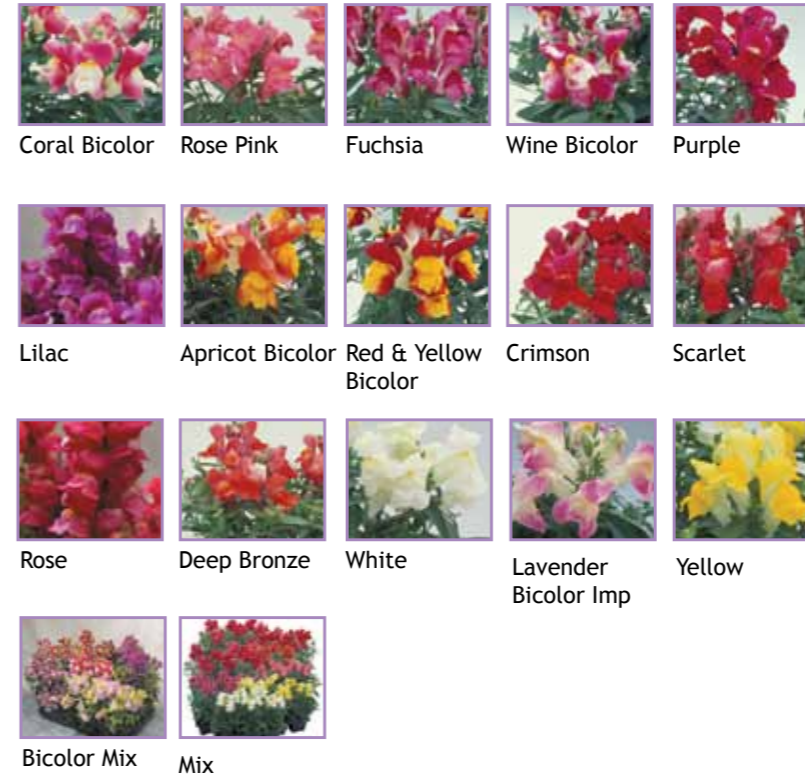 Coral Bicolor
Rose Pink
Fuchsia
Wine Bicolor
Purple
Lilac
Apricot Bicolor
Red & Yellow
Bicolor
Crimson
Scarlet
Rose
Deep Bronze
White
Lavender
Bicolor Imp
Yellow
Bicolor Mix
Mix